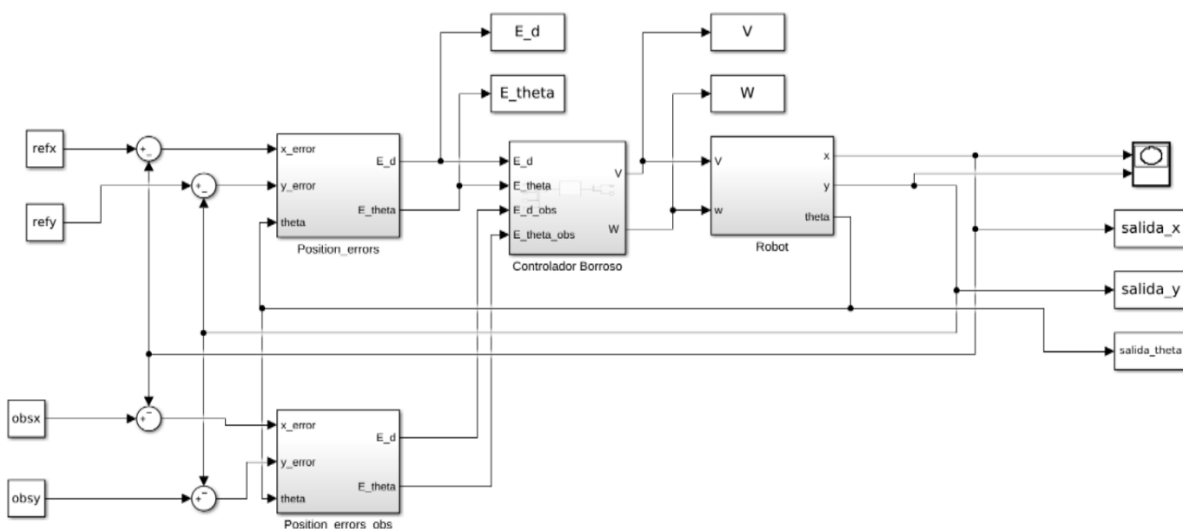 E_d
V
E_theta
W
refx
refy
x_error
y_error
theta
E_d
E_theta
Position_errors
E_d
E_theta
E_d_obs
E_theta_obs
V
W
Controlador Borroso
V
w
x
y
theta
Robot
salida_x
salida_y
salida_theta
obsx
obsy
x_error
y_error
theta
E_d
E_theta
Position_errors_obs